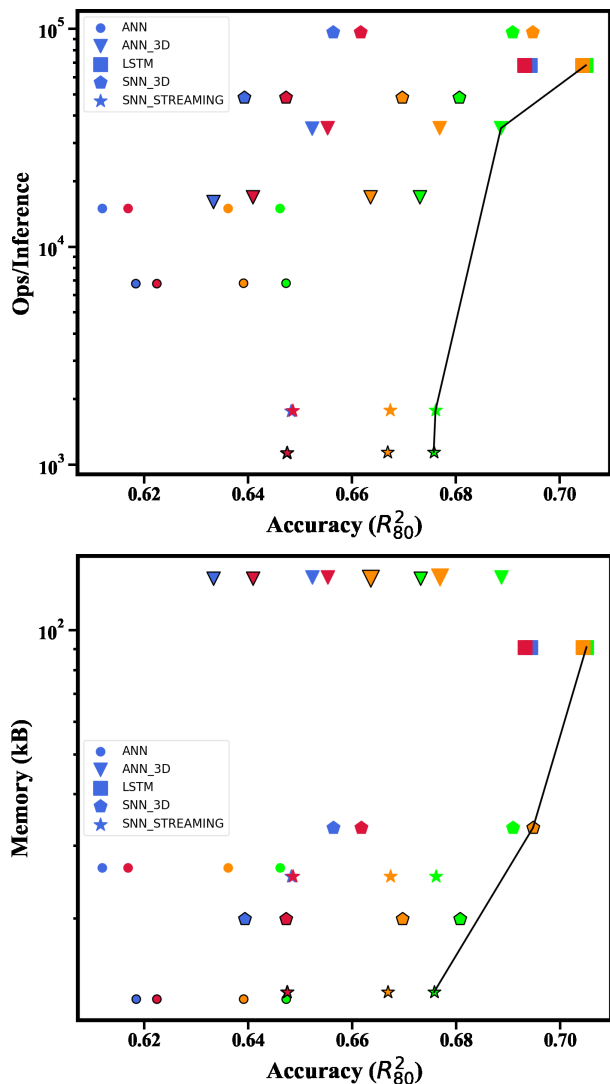 10^5
10^4
10^3
Ops/Inference
ANN
ANN_3D
LSTM
SNN_3D
SNN_STREAMING
0.62 0.64 0.66 0.68 0.70
Accuracy (R^2_80)
10^2
Memory (kB)
ANN
ANN_3D
LSTM
SNN_3D
SNN_STREAMING
0.62 0.64 0.66 0.68 0.70
Accuracy (R^2_80)